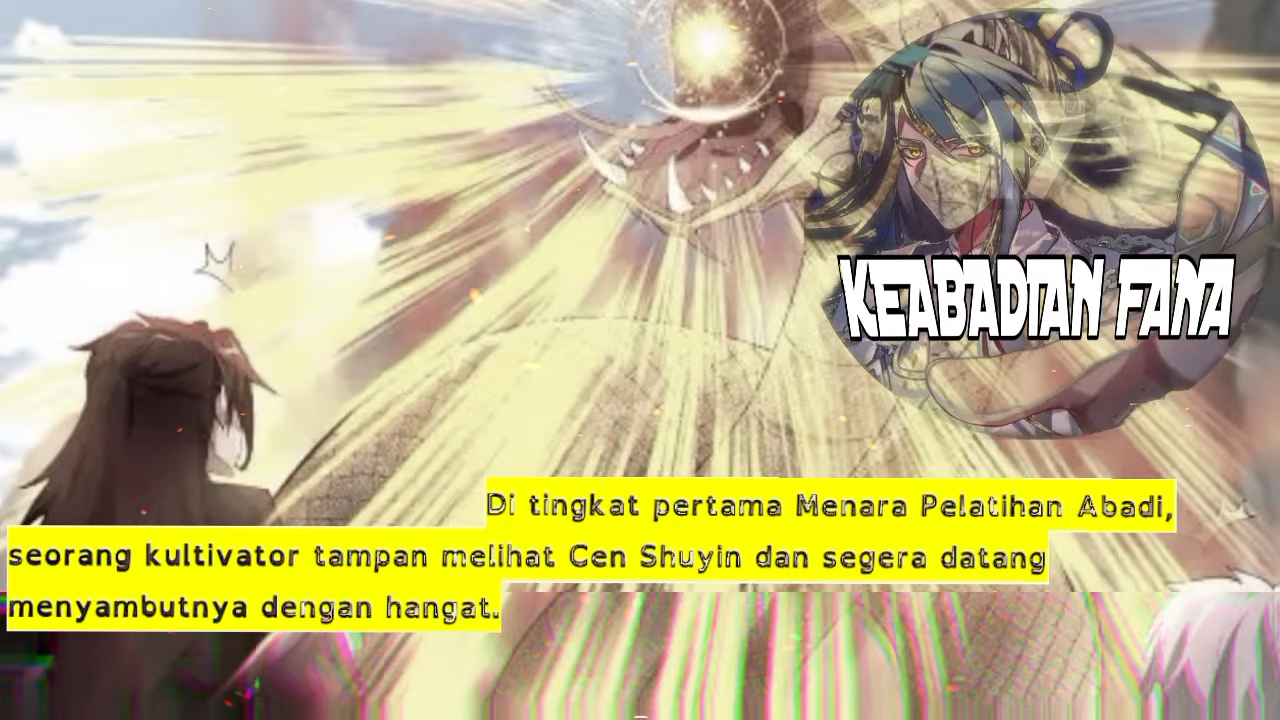 KEABADIAN FANA
Di tingkat pertama Menara Pelatihan Abadi,
seorang kultivator tampan melihat Cen Shuyin dan segera datang
menyambutnya dengan hangat.